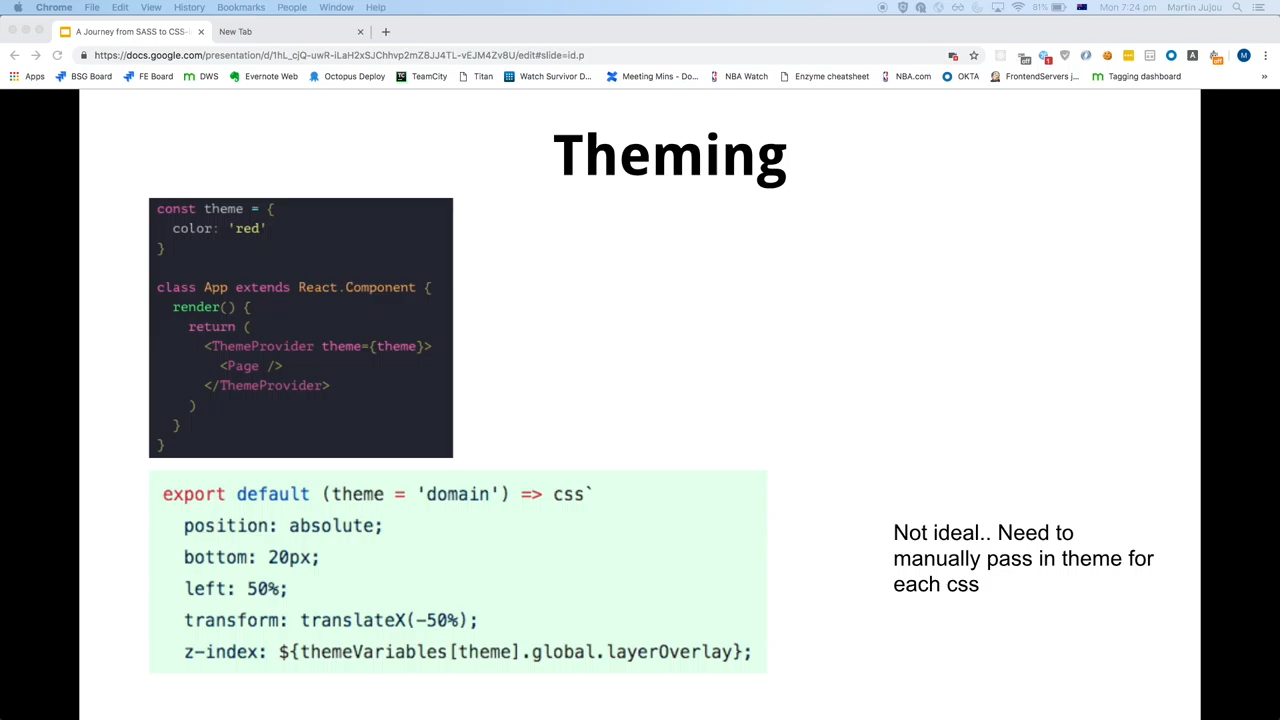 Chrome File Edit View History Bookmarks People Window Help 81% Mon 7:24 pm Martin Jujou
A Journey from SASS to CSS- New Tab
https://docs.google.com/presentation/d/1hL_cjQ-uwR-iLaH2xSJChhvp2mZ8JJ4TL-vEJM4Zv8U/edit#slide=id.p
Apps BSG Board FE Board DWS Evernote Web Octopus Deploy TeamCity Titan Watch Survivor D... Meeting Mins - Do... NBA Watch Enzyme cheatsheet NBA.com OKTA FrontendServers j... Tagging dashboard »
Theming
const theme = {
color: 'red'
}
class App extends React.Component {
render() {
return (
<ThemeProvider theme={theme}>
<Page />
</ThemeProvider>
)
}
}
export default (theme = 'domain') => css`
position: absolute;
bottom: 20px;
left: 50%;
transform: translateX(-50%);
z-index: ${themeVariables[theme].global.layerOverlay};
Not ideal.. Need to
manually pass in theme for
each css